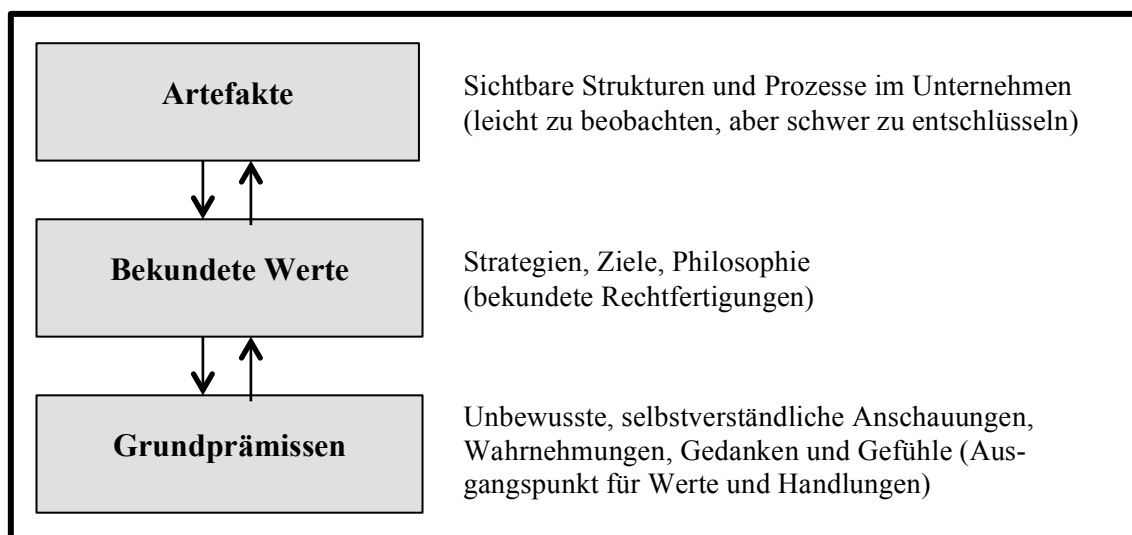 Artefakte
Sichtbare Strukturen und Prozesse im Unternehmen
(leicht zu beobachten, aber schwer zu entschlüsseln)
Bekundete Werte
Strategien, Ziele, Philosophie
(bekundete Rechtfertigungen)
Grundprämissen
Unbewusste, selbstverständliche Anschauungen,
Wahrnehmungen, Gedanken und Gefühle (Aus-
gangspunkt für Werte und Handlungen)